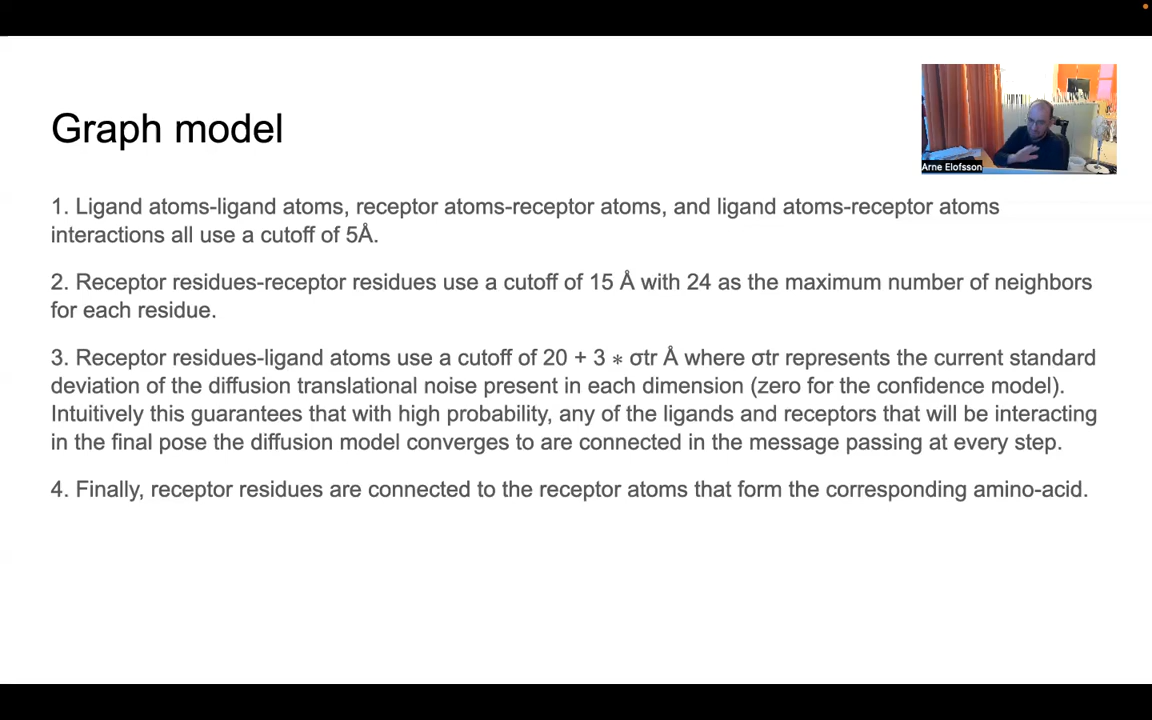 Graph model
Arne Elofsson
1. Ligand atoms-ligand atoms, receptor atoms-receptor atoms, and ligand atoms-receptor atoms
interactions all use a cutoff of 5Å.
2. Receptor residues-receptor residues use a cutoff of 15 Å with 24 as the maximum number of neighbors
for each residue.
3. Receptor residues-ligand atoms use a cutoff of 20 + 3 ∗ σtr Å where σtr represents the current standard
deviation of the diffusion translational noise present in each dimension (zero for the confidence model).
Intuitively this guarantees that with high probability, any of the ligands and receptors that will be interacting
in the final pose the diffusion model converges to are connected in the message passing at every step.
4. Finally, receptor residues are connected to the receptor atoms that form the corresponding amino-acid.